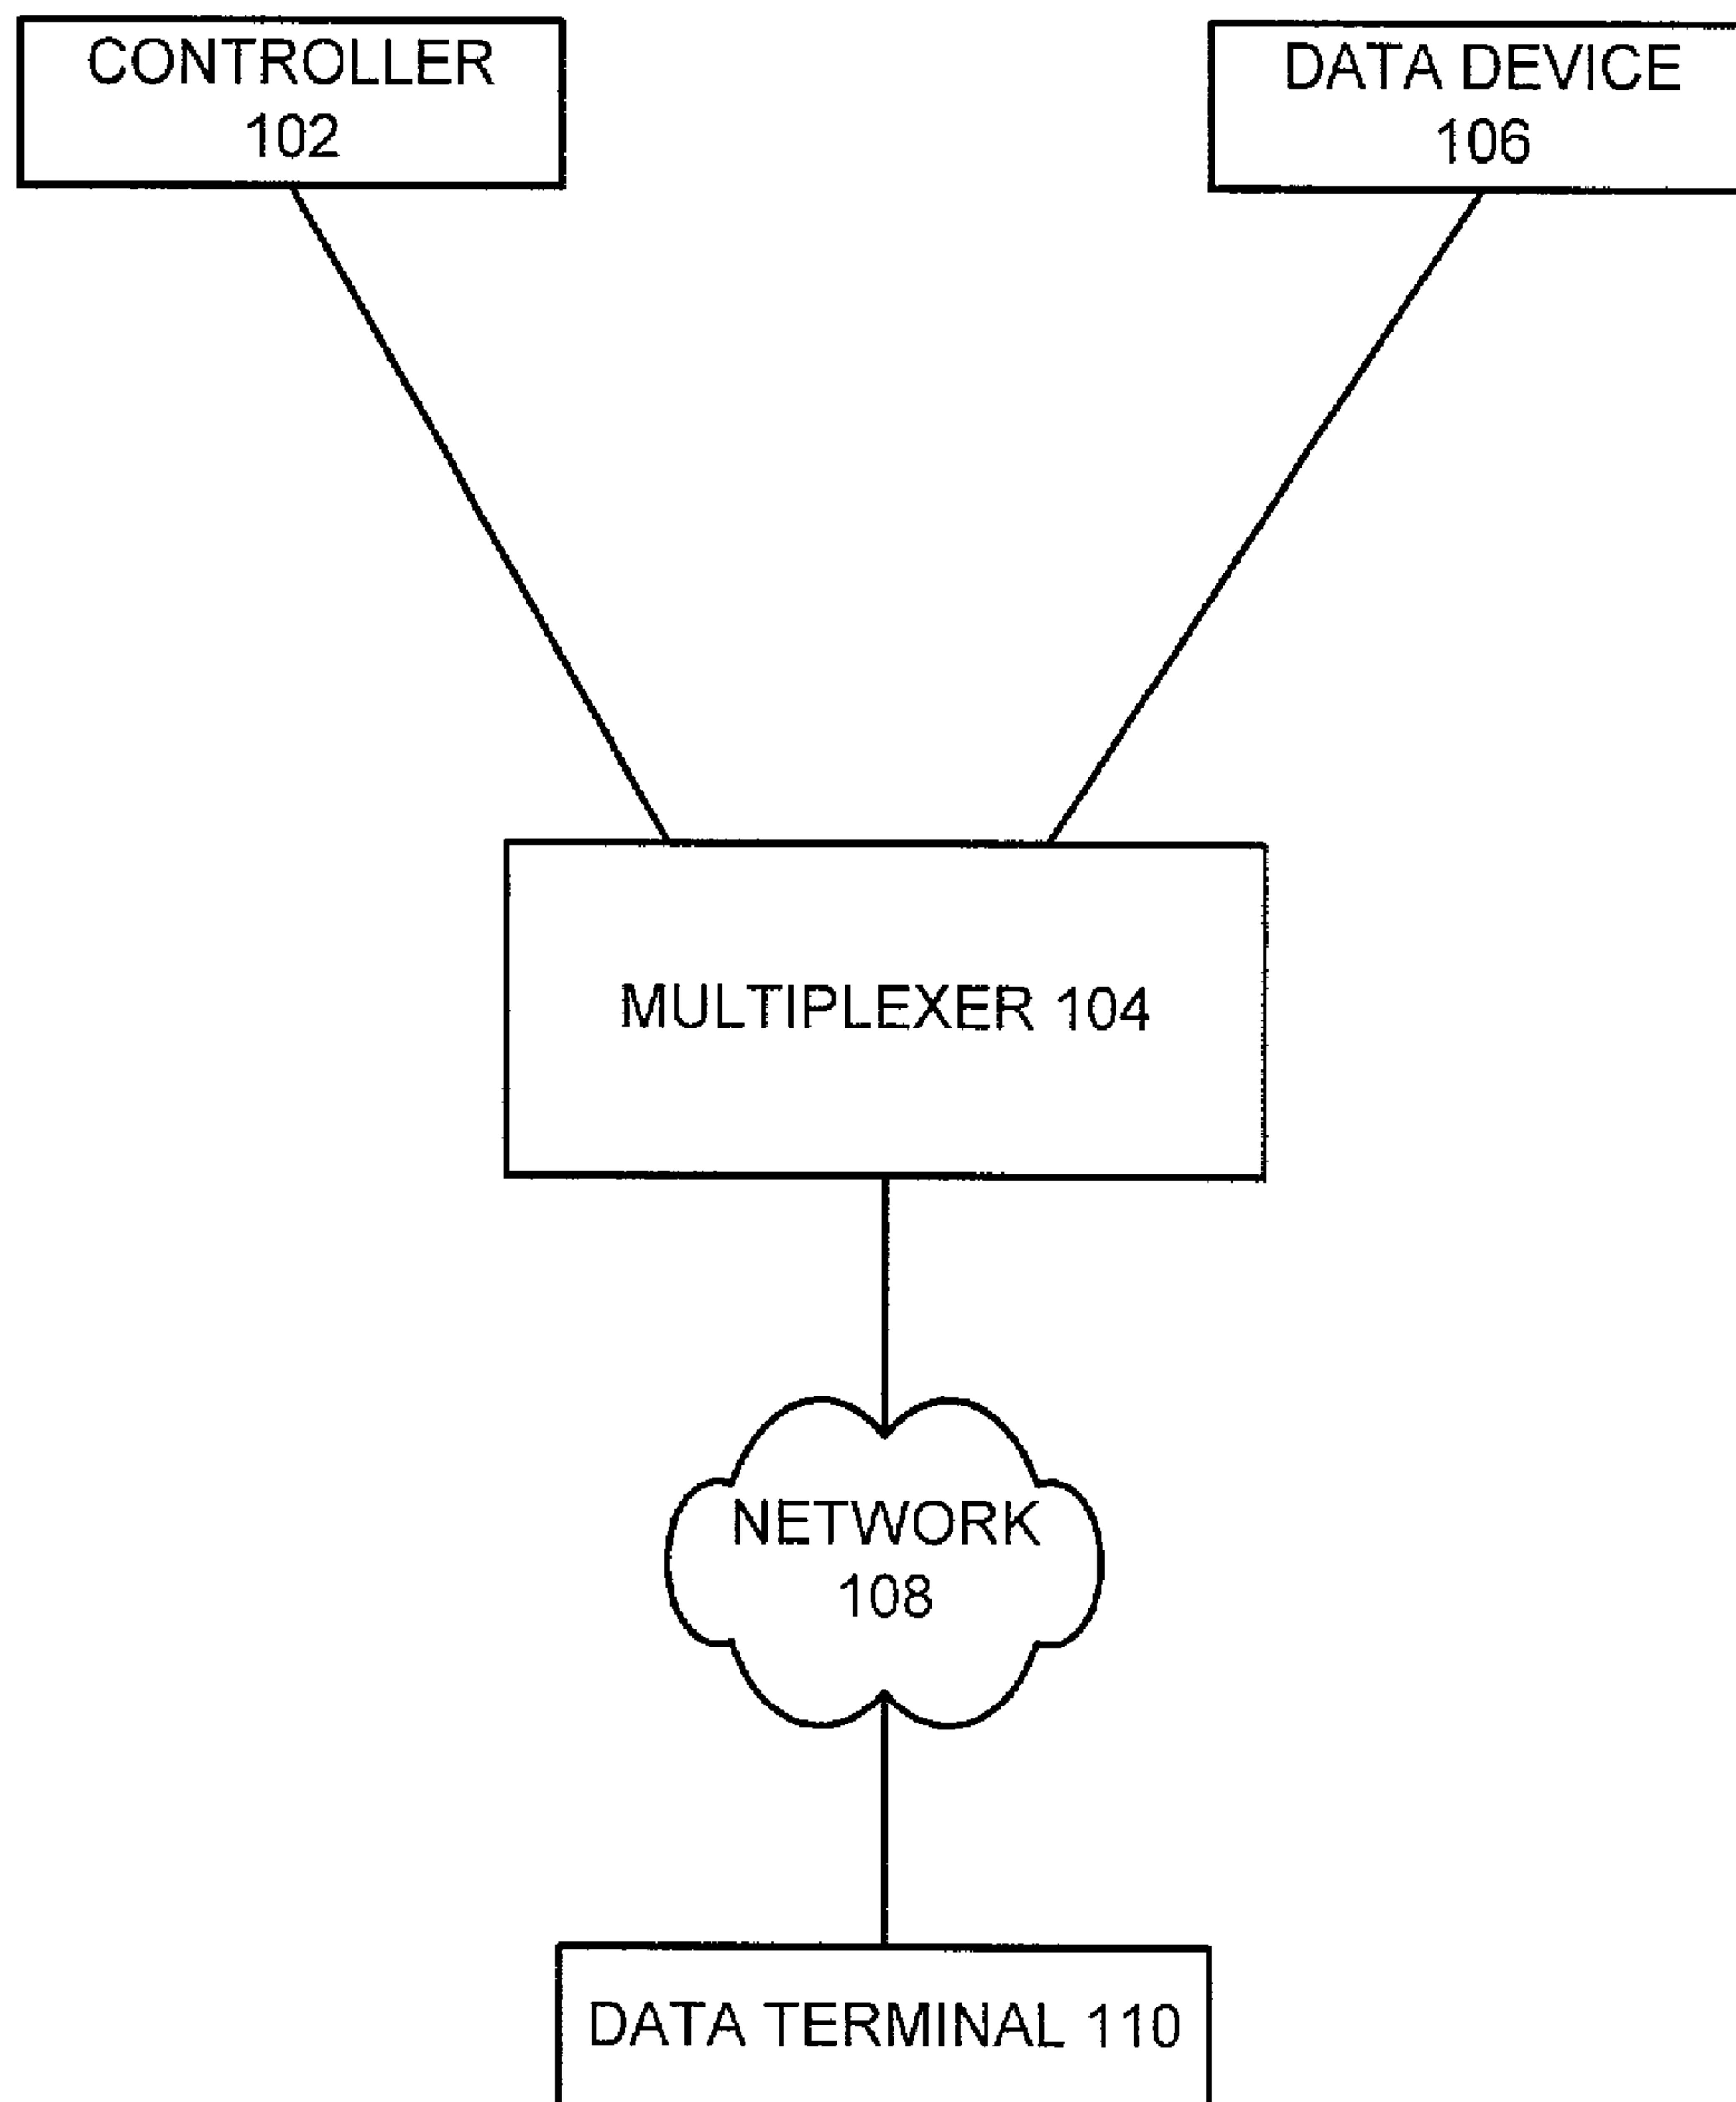 CONTROLLER
102
DATA DEVICE
106
MULTIPLEXER 104
NETWORK
108
DATA TERMINAL 110